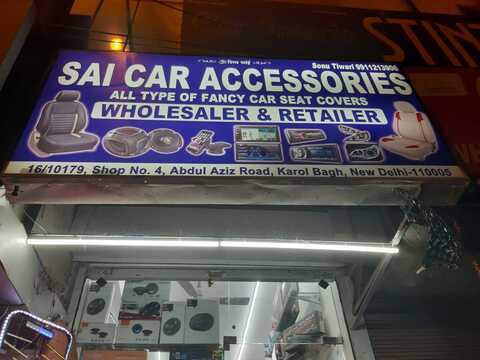 Sonu Tiwari 9911213906
SAI CAR ACCESSORIES
ALL TYPE OF FANCY CAR SEAT COVERS
WHOLESALER & RETAILER
16/10179, Shop No. 4, Abdul Aziz Road, Karol Bagh, New Delhi-110005